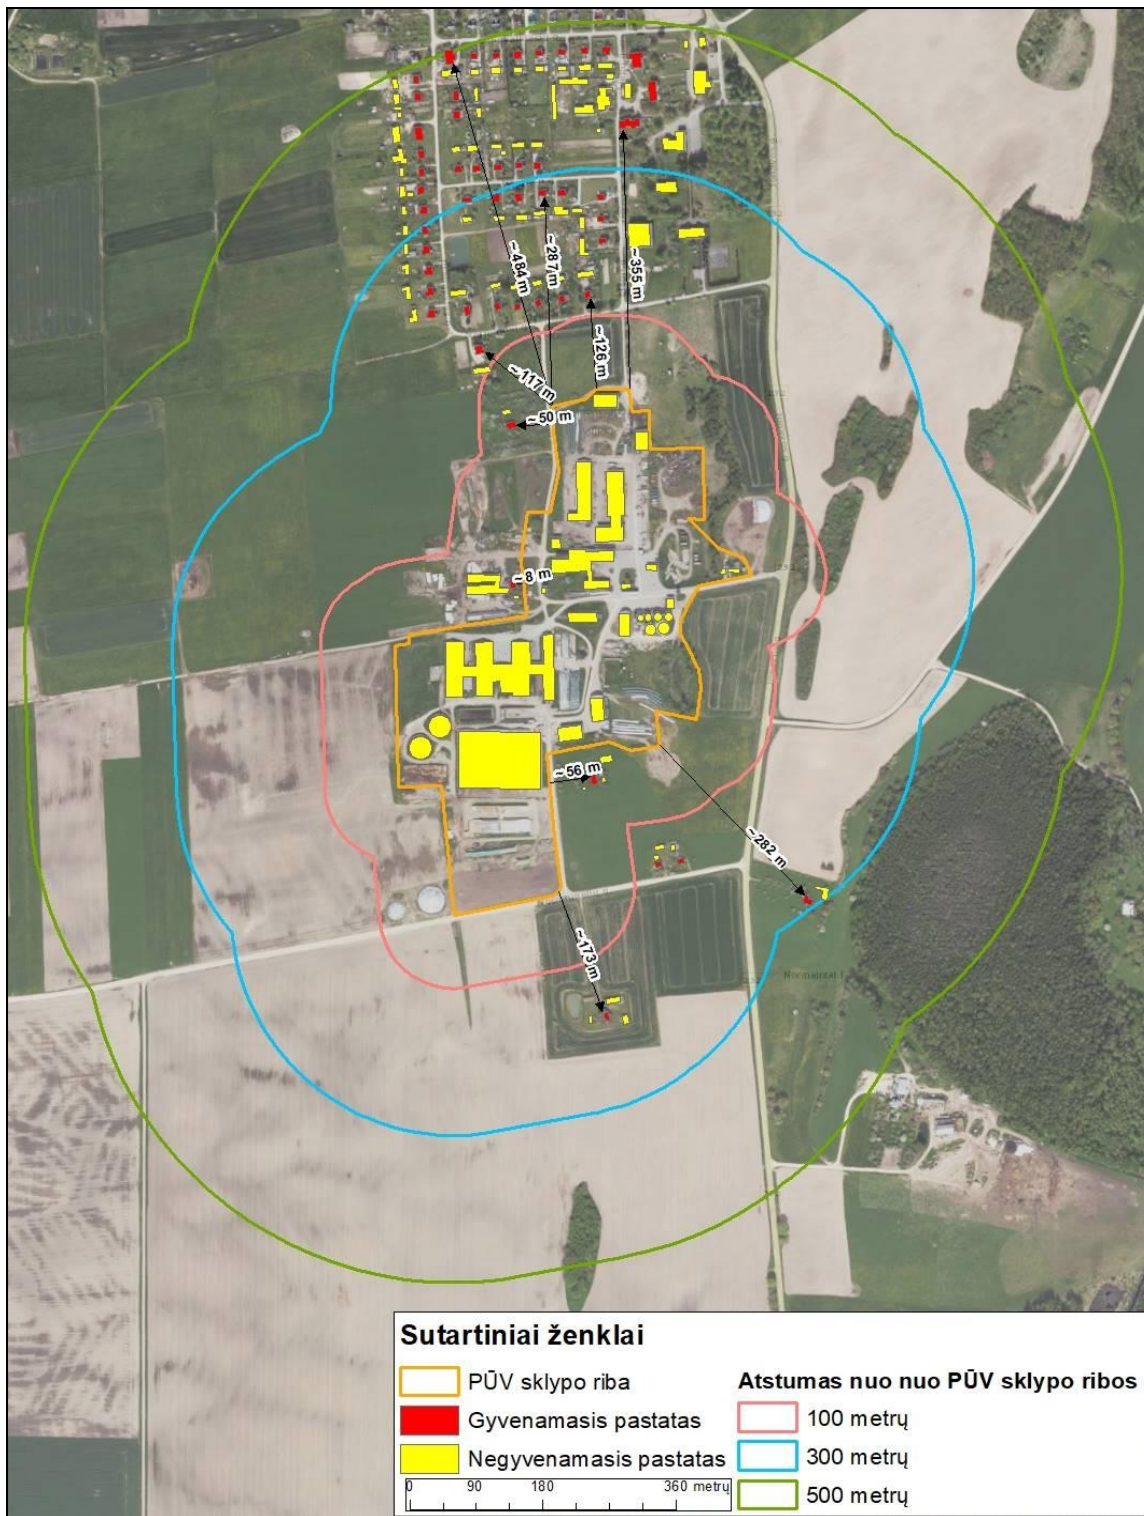 ~484 m
~287 m
~355 m
~126 m
~117 m
~50 m
~8 m
~56 m
~282 m
~173 m
Normantai I
Sutartiniai ženklai
PŪV sklypo riba
Gyvenamasis pastatas
Negyvenamasis pastatas
0 90 180 360 metrų
Atstumas nuo nuo PŪV sklypo ribos
100 metrų
300 metrų
500 metrų